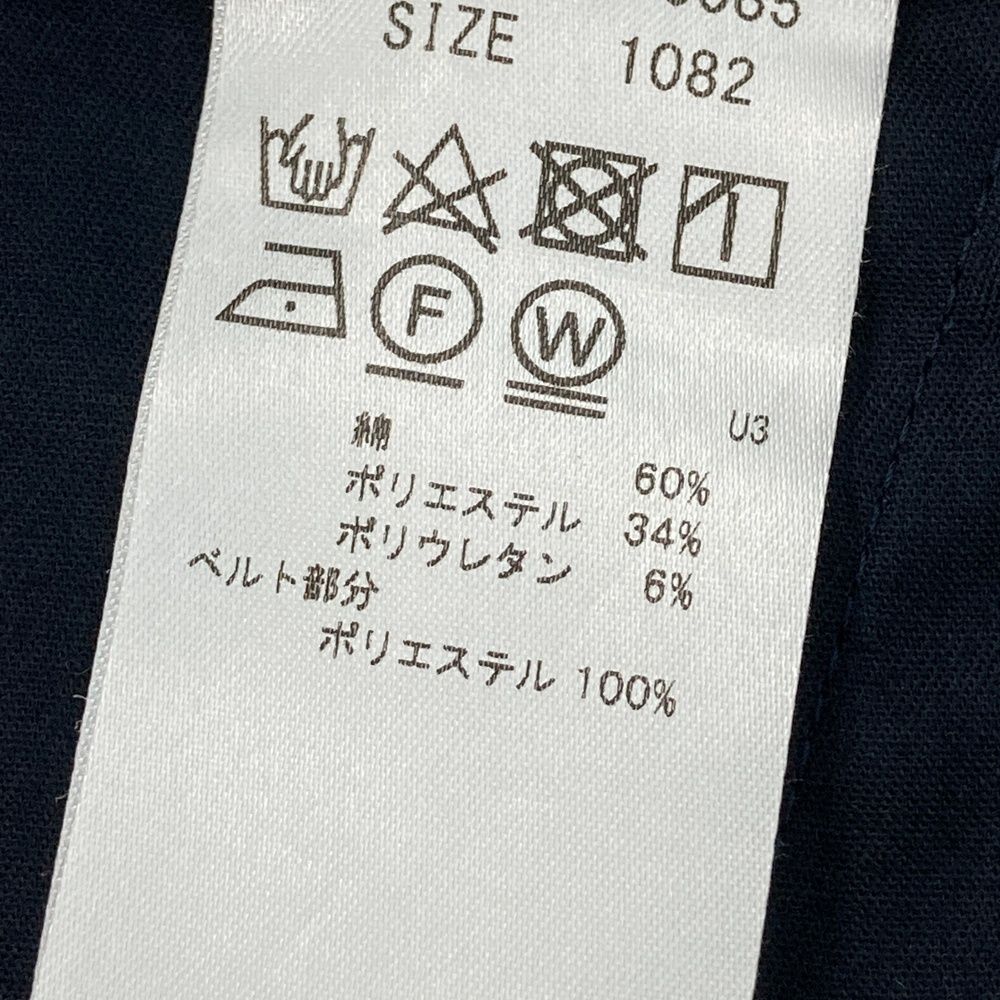 SIZE 1082
F
W
U3
綿 60%
ポリエステル 34%
ポリウレタン 6%
ベルト部分
ポリエステル 100%